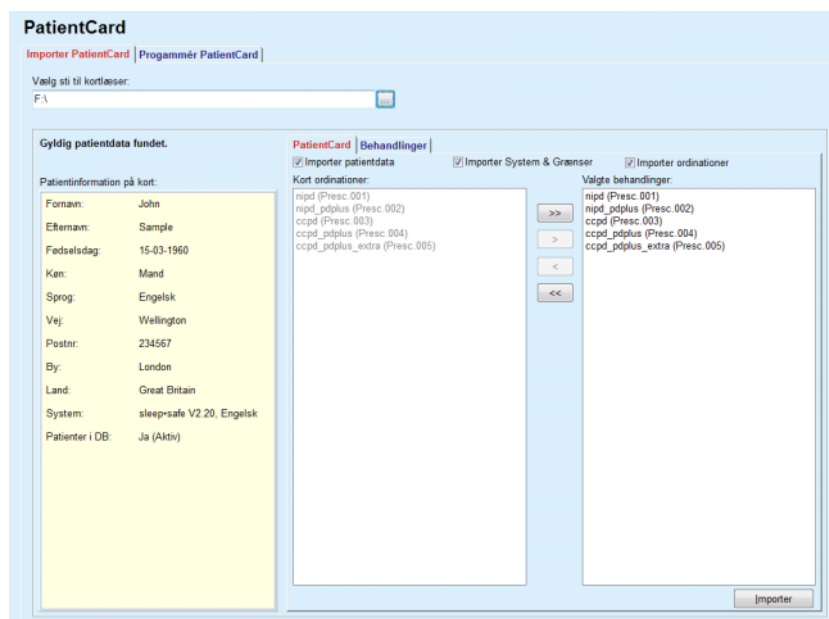 PatientCard
Importer PatientCard Progammér PatientCard
Vælg sti til kortlæser:
F:\
...
Gyldig patientdata fundet.
Patientinformation på kort:
Fornavn: John
Efternavn: Sample
Fødselsdag: 15-03-1960
Køn: Mand
Sprog: Engelsk
Vej: Wellington
Postnr: 234567
By: London
Land: Great Britain
System: sleep•safe V2.20, Engelsk
Patienter i DB: Ja (Aktiv)
PatientCard Behandlinger
Importer patientdata Importer System & Grænser Importer ordinationer
Kort ordinationer:
nipd (Presc.001)
nipd_pdplus (Presc.002)
ccpd (Presc.003)
ccpd_pdplus (Presc.004)
ccpd_pdplus_extra (Presc.005)
>>
>
<
<<
Valgte behandlinger:
nipd (Presc.001)
nipd_pdplus (Presc.002)
ccpd (Presc.003)
ccpd_pdplus (Presc.004)
ccpd_pdplus_extra (Presc.005)
Importer